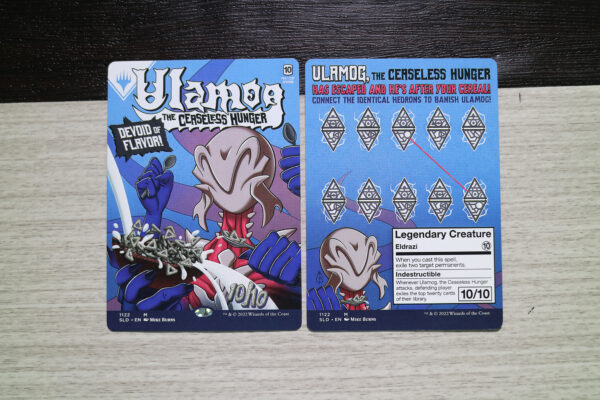 10
Ulamog
THE CEASELESS HUNGER
DEVOID OF
FLAVOR!
10/10
1122 M
SLD • EN MIKE BURNS
™ & © 2022 Wizards of the Coast
ULAMOG, THE CEASELESS HUNGER
HAS ESCAPED AND HE'S AFTER YOUR CEREAL!
CONNECT THE IDENTICAL HEDRONS TO BANISH ULAMOG!
Legendary Creature
Eldrazi 10
When you cast this spell,
exile two target permanents.
Indestructible
Whenever Ulamog, the Ceaseless Hunger
attacks, defending player
exiles the top twenty cards
of their library.
10/10
1122 M
SLD • EN MIKE BURNS
™ & © 2022 Wizards of the Coast